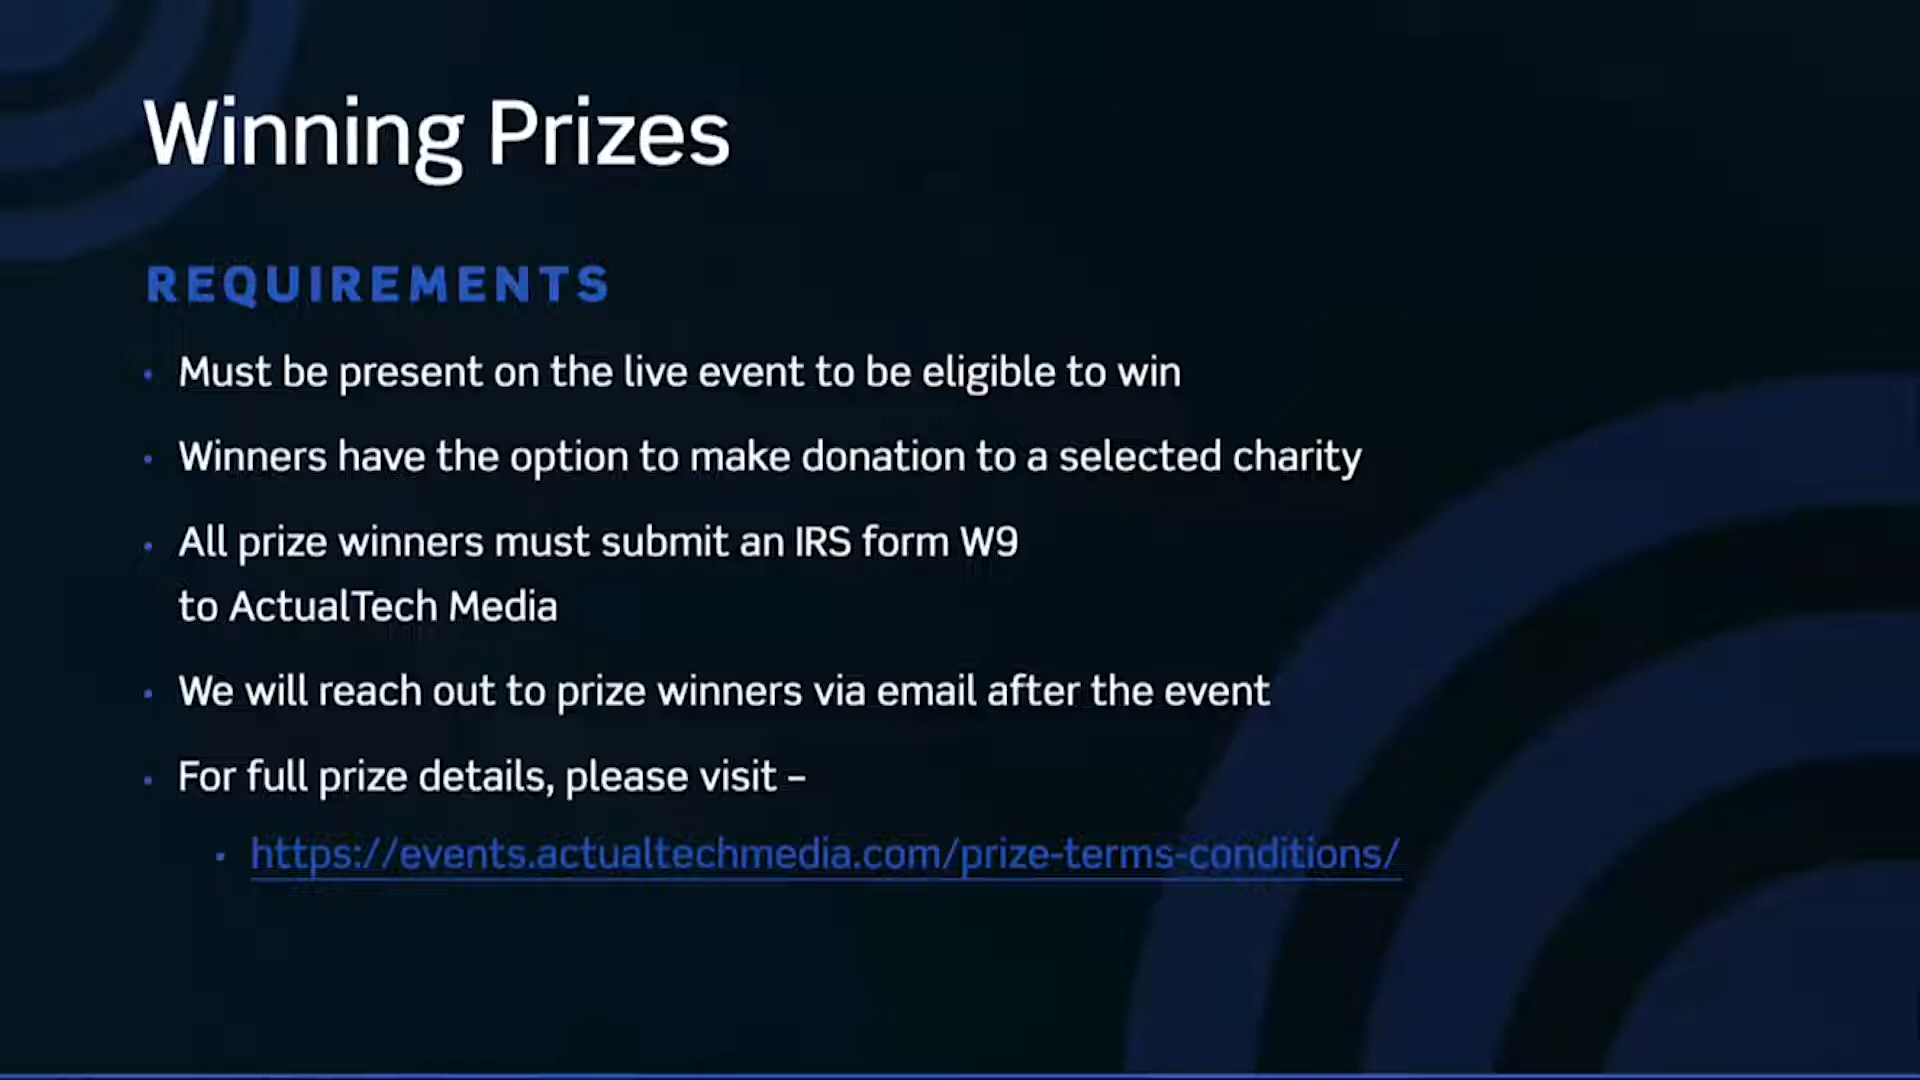 Winning Prizes
REQUIREMENTS
• Must be present on the live event to be eligible to win
• Winners have the option to make donation to a selected charity
• All prize winners must submit an IRS form W9
to ActualTech Media
• We will reach out to prize winners via email after the event
• For full prize details, please visit –
• https://events.actualtechmedia.com/prize-terms-conditions/